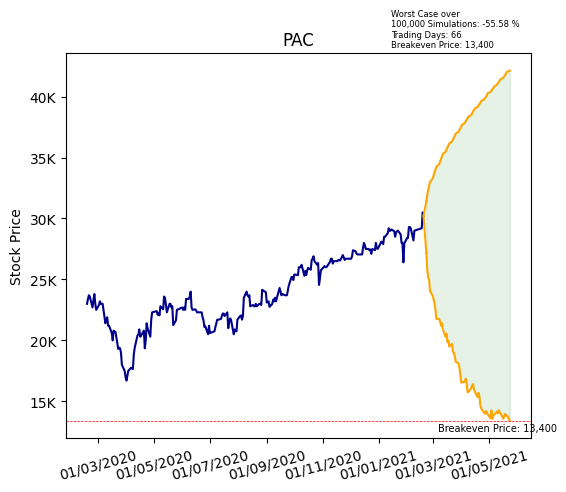 Worst Case over
100,000 Simulations: -55.58 %
Trading Days: 66
Breakeven Price: 13,400
PAC
40K
35K
30K
25K
20K
15K
Stock Price
Breakeven Price: 13,400
01/03/2020
01/05/2020
01/07/2020
01/09/2020
01/11/2020
01/01/2021
01/03/2021
01/05/2021